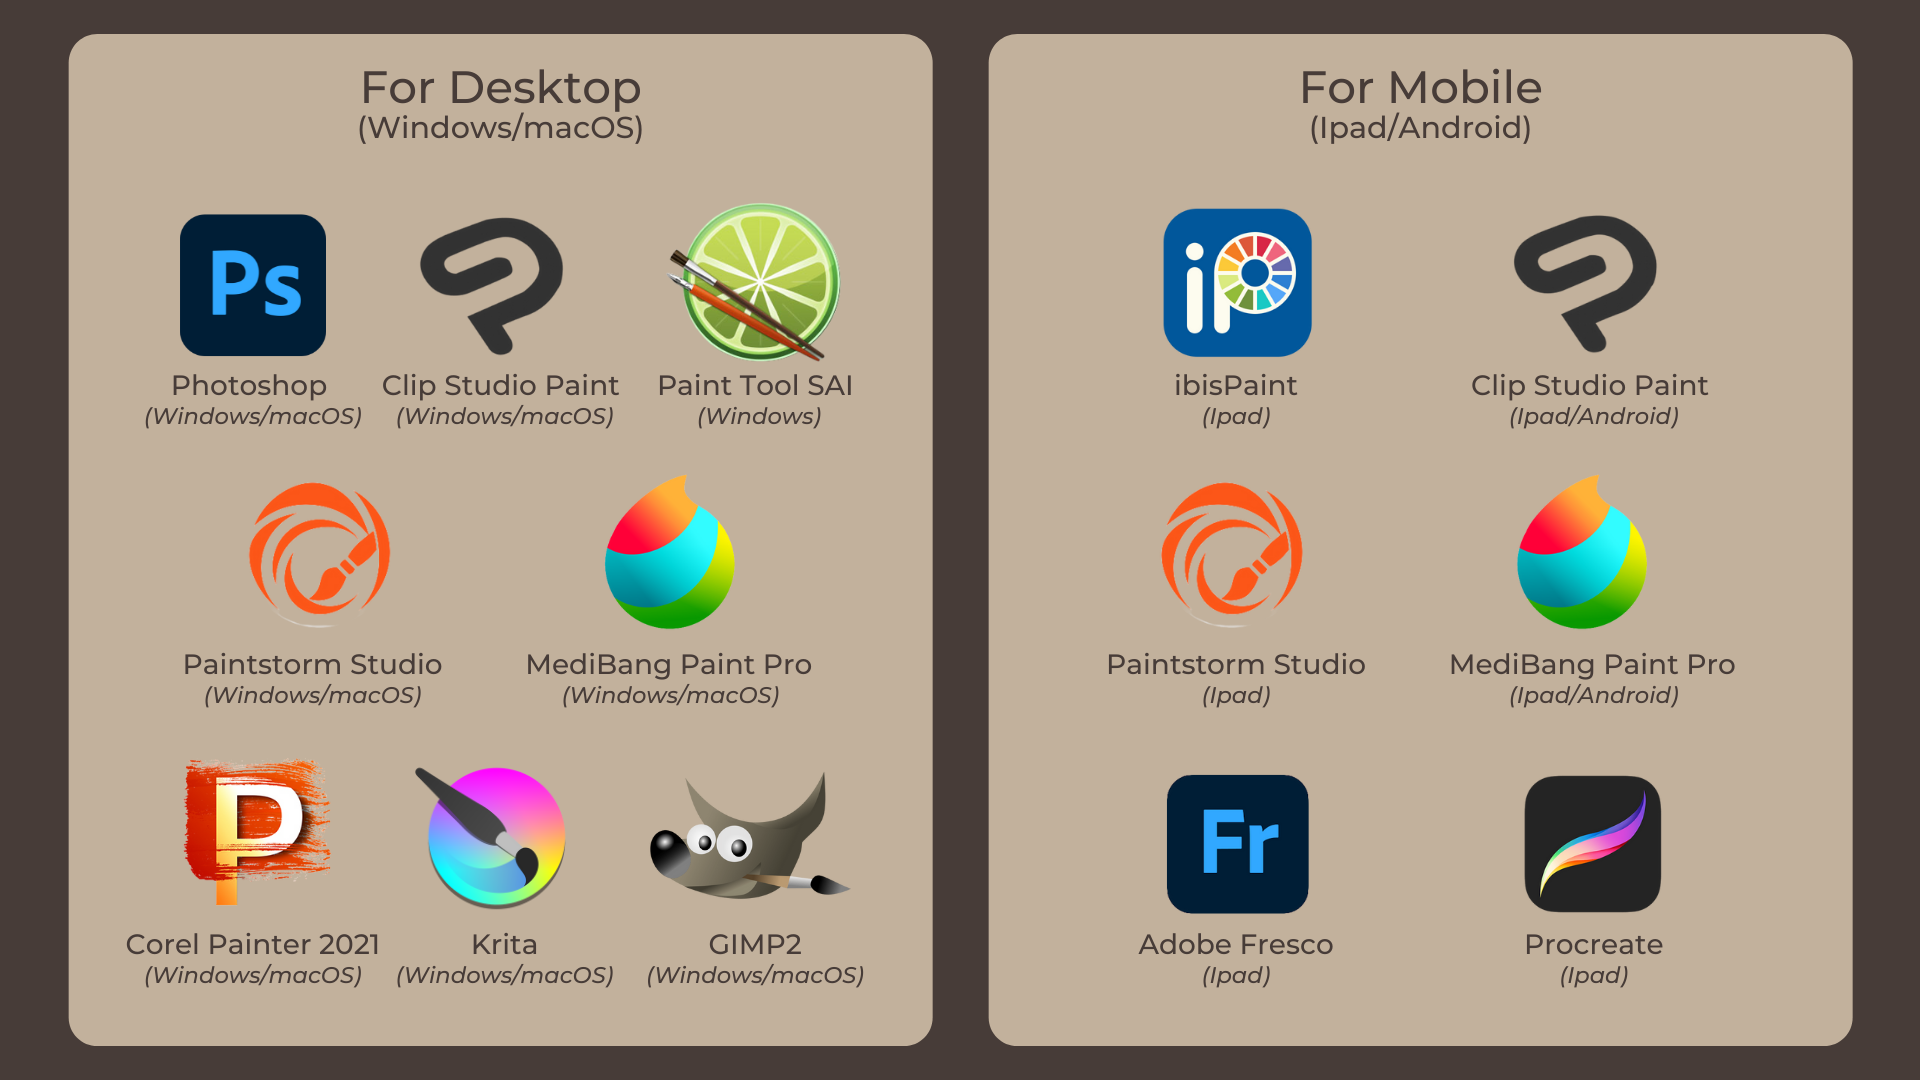 For Desktop
(Windows/macOS)
Ps
Photoshop
(Windows/macOS)
Clip Studio Paint
(Windows/macOS)
Paint Tool SAI
(Windows)
Paintstorm Studio
(Windows/macOS)
MediBang Paint Pro
(Windows/macOS)
P
Corel Painter 2021
(Windows/macOS)
Krita
(Windows/macOS)
GIMP2
(Windows/macOS)
For Mobile
(Ipad/Android)
ip
ibisPaint
(Ipad)
Clip Studio Paint
(Ipad/Android)
Paintstorm Studio
(Ipad)
MediBang Paint Pro
(Ipad/Android)
Fr
Adobe Fresco
(Ipad)
Procreate
(Ipad)